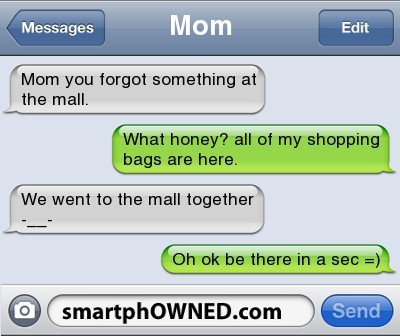 Messages Mom Edit
Mom you forgot something at
the mall.
What honey? all of my shopping
bags are here.
We went to the mall together
-__-
Oh ok be there in a sec =)
smartphOWNED.com Send